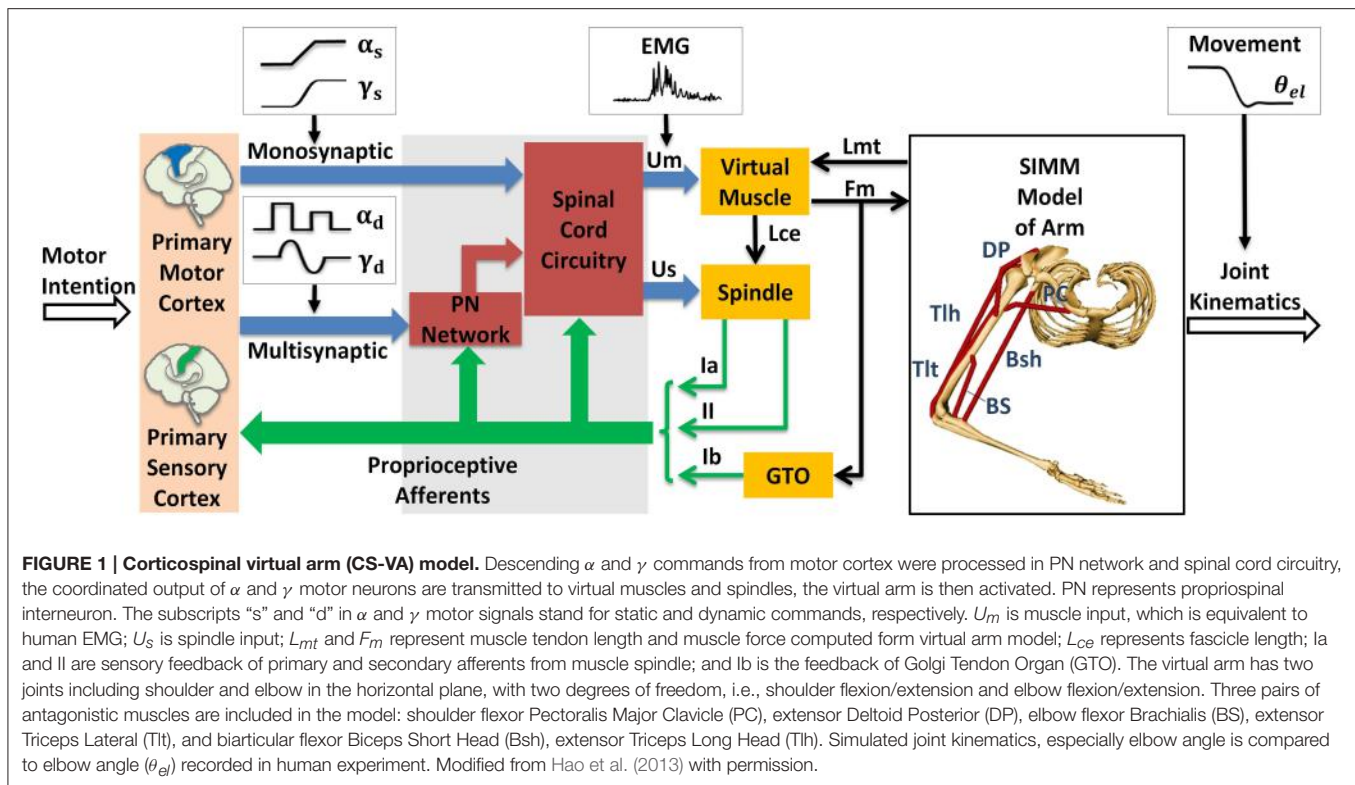 α_s
γ_s
EMG
Movement
θ_el
Monosynaptic
Um
Virtual
Muscle
Lmt
Fm
SIMM
Model
of Arm
Spinal
Cord
Circuitry
Primary
Motor
Cortex
α_d
γ_d
Motor
Intention
Lce
Us
Spindle
DP
PC
Joint
Kinematics
PN
Network
Multisynaptic
Tlh
Bsh
Tlt
BS
Ia
II
Ib
GTO
Primary
Sensory
Cortex
Proprioceptive
Afferents
FIGURE 1 | Corticospinal virtual arm (CS-VA) model. Descending α and γ commands from motor cortex were processed in PN network and spinal cord circuitry,
the coordinated output of α and γ motor neurons are transmitted to virtual muscles and spindles, the virtual arm is then activated. PN represents propriospinal
interneuron. The subscripts “s” and “d” in α and γ motor signals stand for static and dynamic commands, respectively. U_m is muscle input, which is equivalent to
human EMG; U_s is spindle input; L_mt and F_m represent muscle tendon length and muscle force computed form virtual arm model; L_ce represents fascicle length; Ia
and II are sensory feedback of primary and secondary afferents from muscle spindle; and Ib is the feedback of Golgi Tendon Organ (GTO). The virtual arm has two
joints including shoulder and elbow in the horizontal plane, with two degrees of freedom, i.e., shoulder flexion/extension and elbow flexion/extension. Three pairs of
antagonistic muscles are included in the model: shoulder flexor Pectoralis Major Clavicle (PC), extensor Deltoid Posterior (DP), elbow flexor Brachialis (BS), extensor
Triceps Lateral (Tlt), and biarticular flexor Biceps Short Head (Bsh), extensor Triceps Long Head (Tlh). Simulated joint kinematics, especially elbow angle is compared
to elbow angle (θ_el) recorded in human experiment. Modified from Hao et al. (2013) with permission.